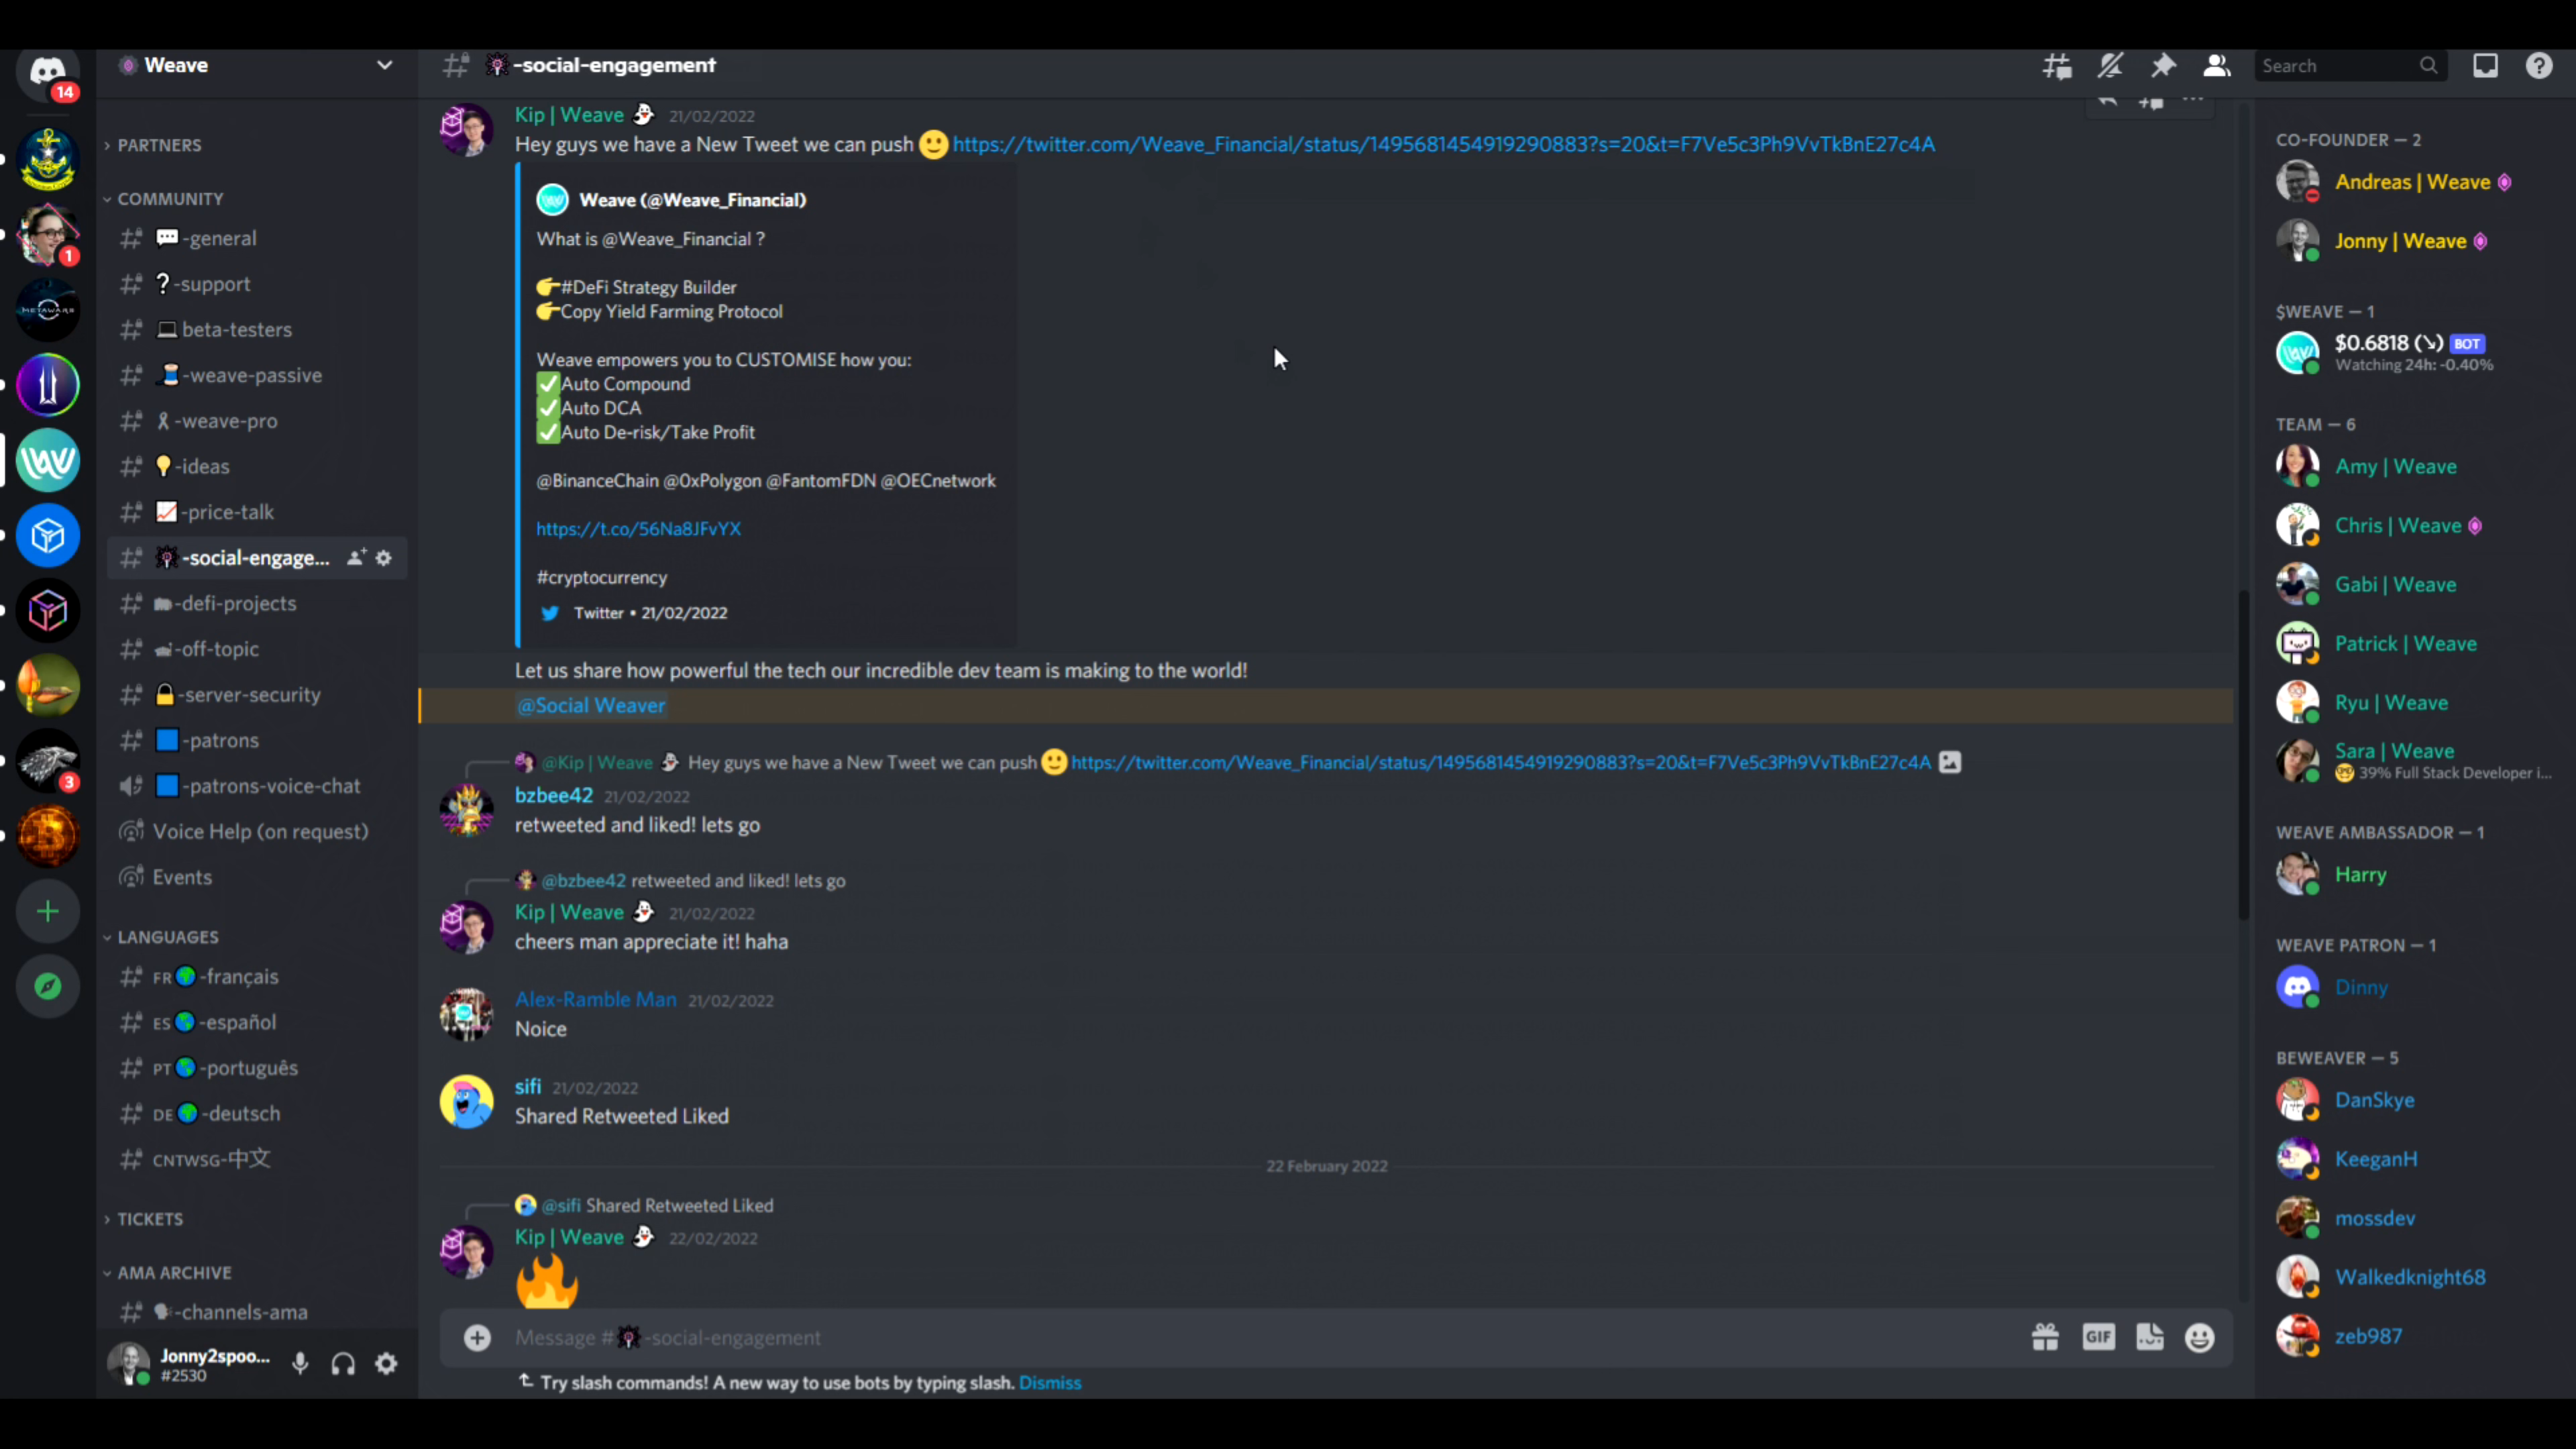 14
1
METAWARS
3
Weave
PARTNERS
COMMUNITY
-general
-support
beta-testers
-weave-passive
-weave-pro
-ideas
-price-talk
-social-engage...
-defi-projects
-off-topic
-server-security
-patrons
-patrons-voice-chat
Voice Help (on request)
Events
LANGUAGES
FR-français
ES-español
PT-português
DE-deutsch
CNTWSG-中文
TICKETS
AMA ARCHIVE
-channels-ama
Jonny2spoo...
#2530
-social-engagement
Search
Kip | Weave 21/02/2022
Hey guys we have a New Tweet we can push https://twitter.com/Weave_Financial/status/1495681454919290883?s=20&t=F7Ve5c3Ph9VvTkBnE27c4A
Weave (@Weave_Financial)
What is @Weave_Financial ?
👉#DeFi Strategy Builder
👉Copy Yield Farming Protocol
Weave empowers you to CUSTOMISE how you:
✅Auto Compound
✅Auto DCA
✅Auto De-risk/Take Profit
@BinanceChain @0xPolygon @FantomFDN @OECnetwork
https://t.co/56Na8JFvYX
#cryptocurrency
Twitter • 21/02/2022
Let us share how powerful the tech our incredible dev team is making to the world!
@Social Weaver
@Kip | Weave Hey guys we have a New Tweet we can push https://twitter.com/Weave_Financial/status/1495681454919290883?s=20&t=F7Ve5c3Ph9VvTkBnE27c4A
bzbee42 21/02/2022
retweeted and liked! lets go
@bzbee42 retweeted and liked! lets go
Kip | Weave 21/02/2022
cheers man appreciate it! haha
Alex-Ramble Man 21/02/2022
Noice
sifi 21/02/2022
Shared Retweeted Liked
22 February 2022
@sifi Shared Retweeted Liked
Kip | Weave 22/02/2022
Message #-social-engagement
GIF
Try slash commands! A new way to use bots by typing slash. Dismiss
CO-FOUNDER — 2
Andreas | Weave
Jonny | Weave
$WEAVE — 1
$0.6818 (↘) BOT
Watching 24h: -0.40%
TEAM — 6
Amy | Weave
Chris | Weave
Gabi | Weave
Patrick | Weave
Ryu | Weave
Sara | Weave
39% Full Stack Developer i...
WEAVE AMBASSADOR — 1
Harry
WEAVE PATRON — 1
Dinny
BEWEAVER — 5
DanSkye
KeeganH
mossdev
Walkedknight68
zeb987